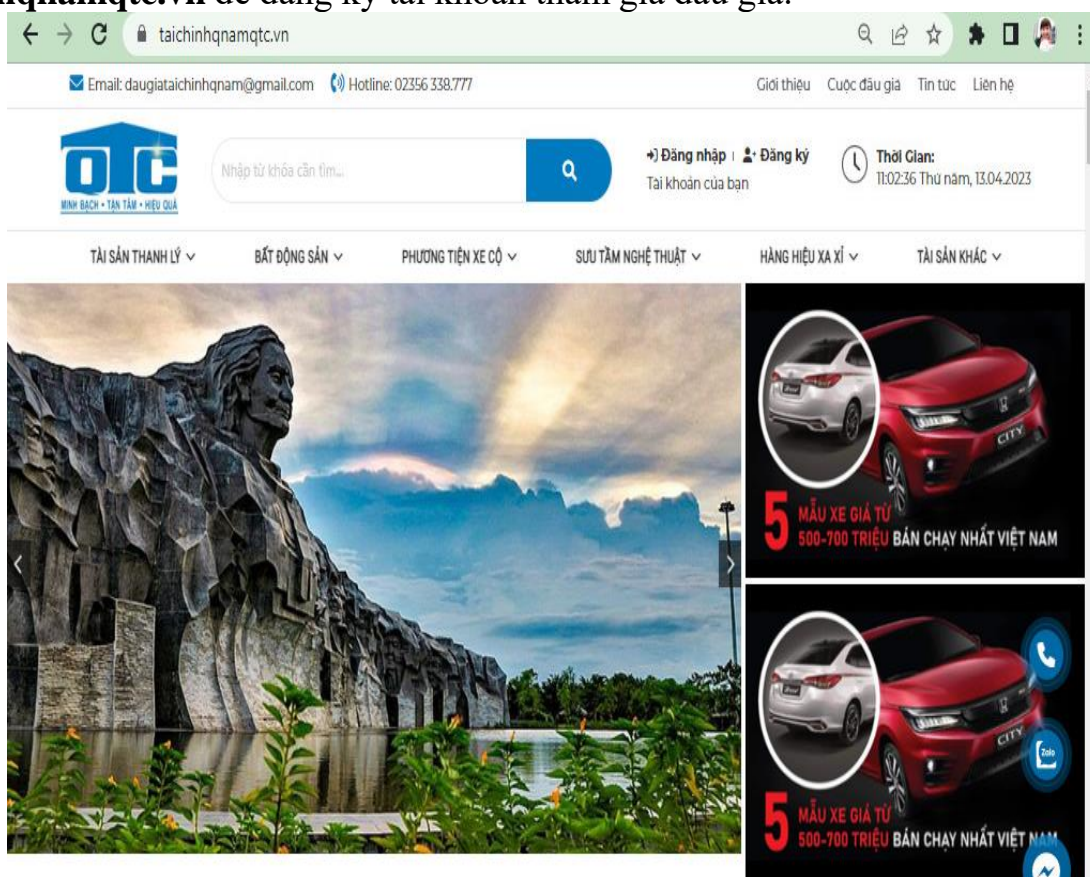 hqnamqtc.vn để đăng ký tài khoản tham gia đấu giá.
taichinhqnamqtc.vn
Email: daugiataichinhqnam@gmail.com Hotline: 02356 338.777 Giới thiệu Cuộc đấu giá Tin tức Liên hệ
QTC
MINH BẠCH - TẬN TÂM - HIỆU QUẢ
Nhập từ khóa cần tìm...
Đăng nhập | Đăng ký
Tài khoản của bạn
Thời Gian:
11:02:36 Thứ năm, 13.04.2023
TÀI SẢN THANH LÝ BẤT ĐỘNG SẢN PHƯƠNG TIỆN XE CỘ SƯU TẦM NGHỆ THUẬT HÀNG HIỆU XA XỈ TÀI SẢN KHÁC
CITY
5 MẪU XE GIÁ TỪ
500-700 TRIỆU BÁN CHẠY NHẤT VIỆT NAM
CITY
5 MẪU XE GIÁ TỪ
500-700 TRIỆU BÁN CHẠY NHẤT VIỆT NAM
Zalo